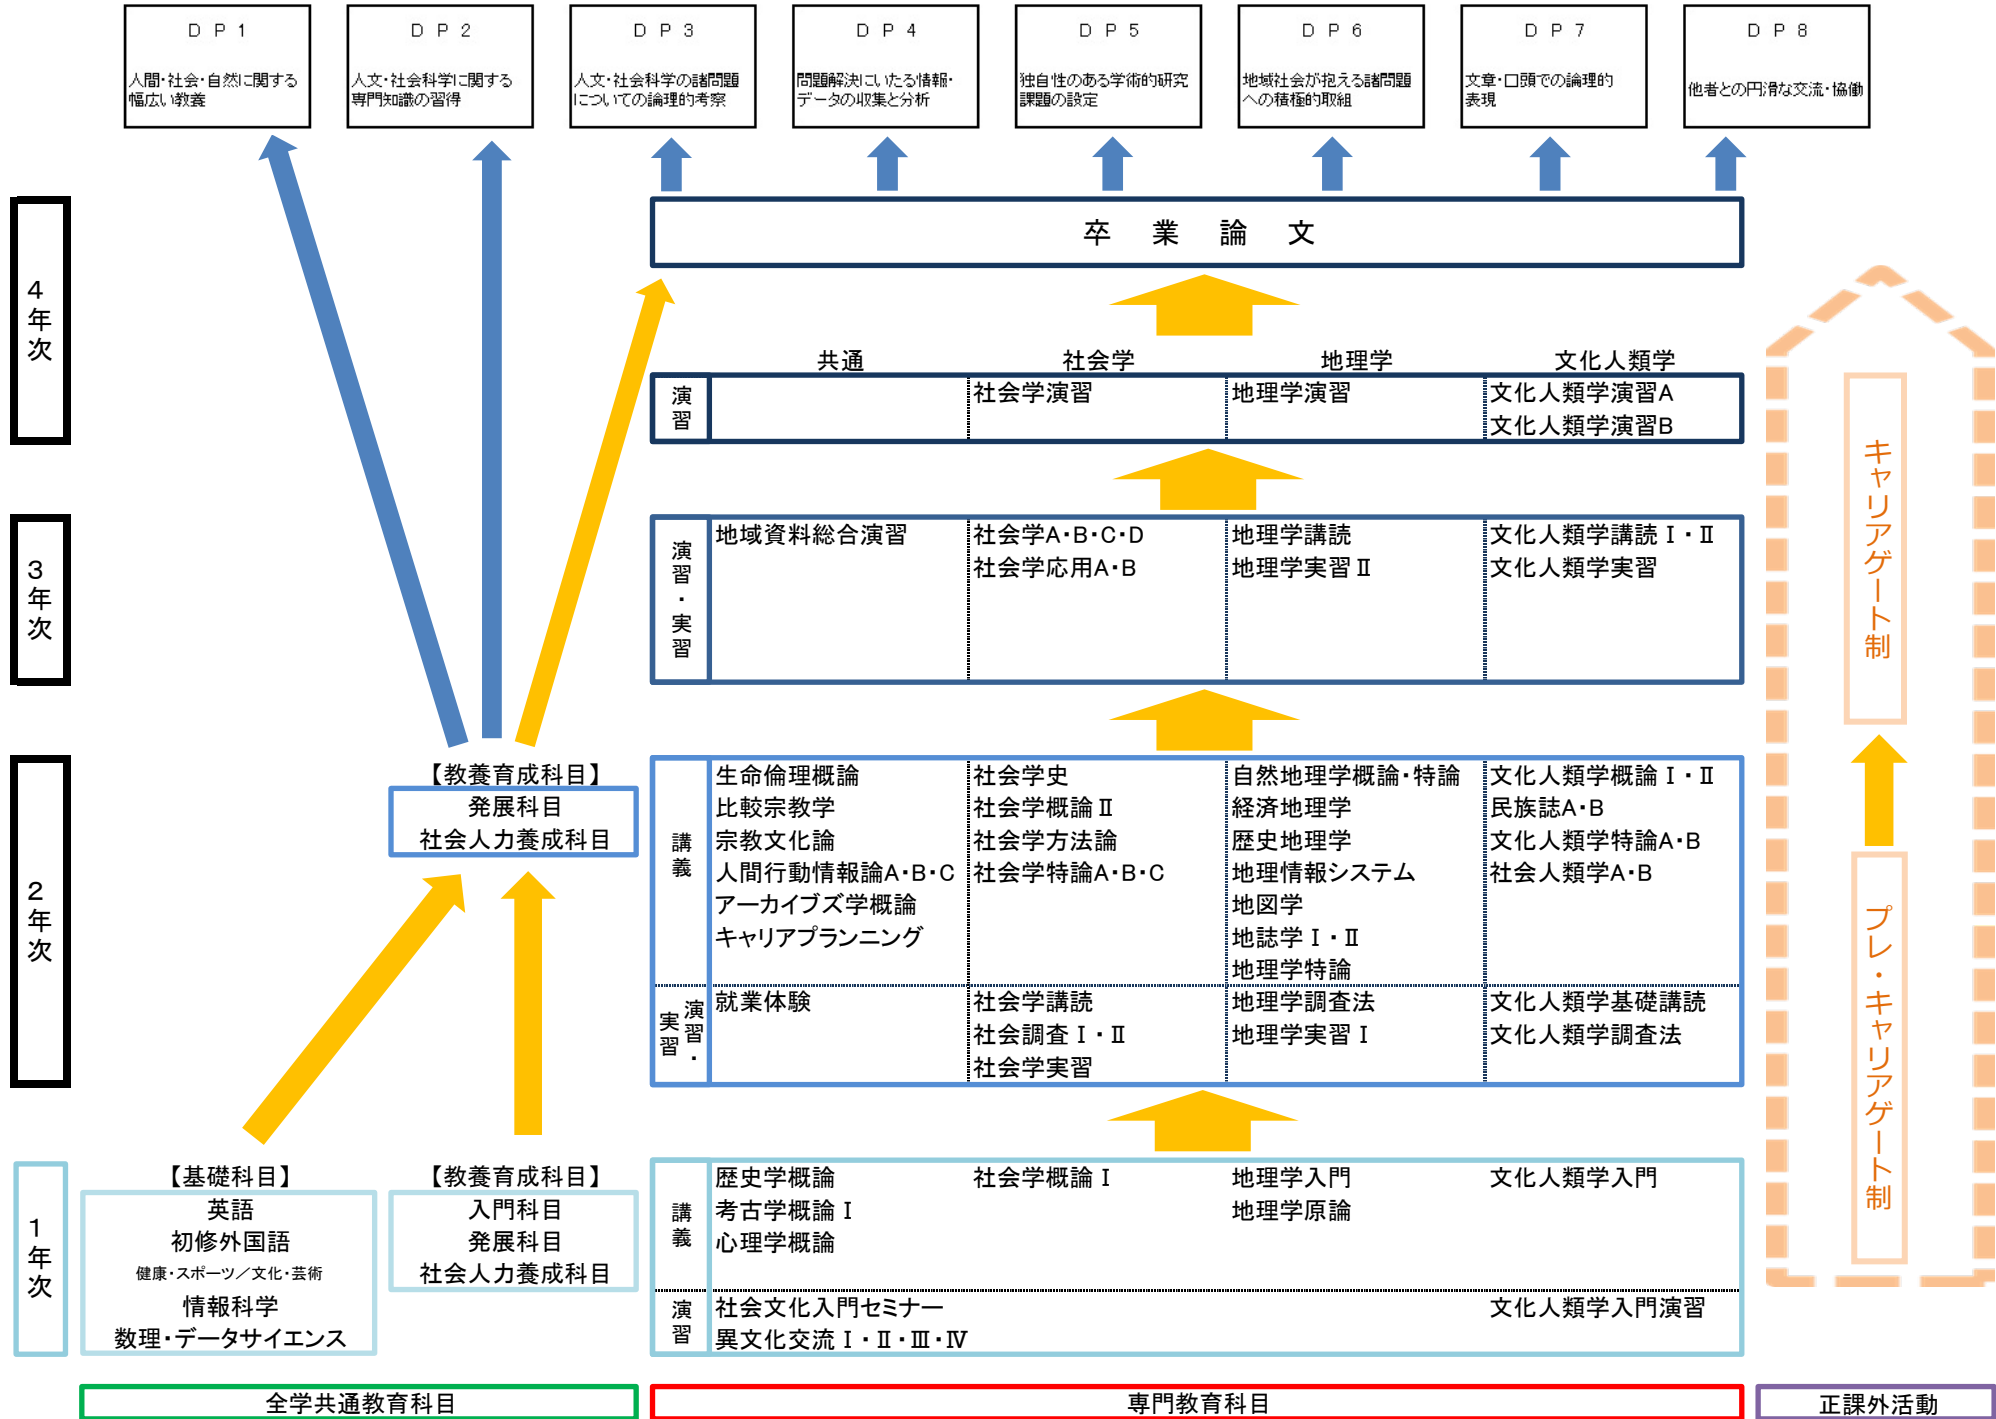 DP1
人間・社会・自然に関する
幅広い教養
DP2
人文・社会科学に関する
専門知識の習得
DP3
人文・社会科学の諸問題
についての論理的考察
DP4
問題解決にいたる情報・
データの収集と分析
DP5
独自性のある学術的研究
課題の設定
DP6
地域社会が抱える諸問題
への積極的取組
DP7
文章・口頭での論理的
表現
DP8
他者との円滑な交流・協働
4年次
卒業論文
共通
社会学
地理学
文化人類学
演習
社会学演習
地理学演習
文化人類学演習A
文化人類学演習B
3年次
演習・実習
地域資料総合演習
社会学A・B・C・D
社会学応用A・B
地理学講読
地理学実習Ⅱ
文化人類学講読Ⅰ・Ⅱ
文化人類学実習
2年次
【教養育成科目】
発展科目
社会人力養成科目
講義
生命倫理概論
比較宗教学
宗教文化論
人間行動情報論A・B・C
アーカイブズ学概論
キャリアプランニング
社会学史
社会学概論Ⅱ
社会学方法論
社会学特論A・B・C
自然地理学概論・特論
経済地理学
歴史地理学
地理情報システム
地図学
地誌学Ⅰ・Ⅱ
地理学特論
文化人類学概論Ⅰ・Ⅱ
民族誌A・B
文化人類学特論A・B
社会人類学A・B
演習・
実習
就業体験
社会学講読
社会調査Ⅰ・Ⅱ
社会学実習
地理学調査法
地理学実習Ⅰ
文化人類学基礎講読
文化人類学調査法
1年次
【基礎科目】
英語
初修外国語
健康・スポーツ／文化・芸術
情報科学
数理・データサイエンス
【教養育成科目】
入門科目
発展科目
社会人力養成科目
講義
歴史学概論
考古学概論Ⅰ
心理学概論
社会学概論Ⅰ
地理学入門
地理学原論
文化人類学入門
演習
社会文化入門セミナー
異文化交流Ⅰ・Ⅱ・Ⅲ・Ⅳ
文化人類学入門演習
キャリアゲート制
プレ・キャリアゲート制
全学共通教育科目
専門教育科目
正課外活動